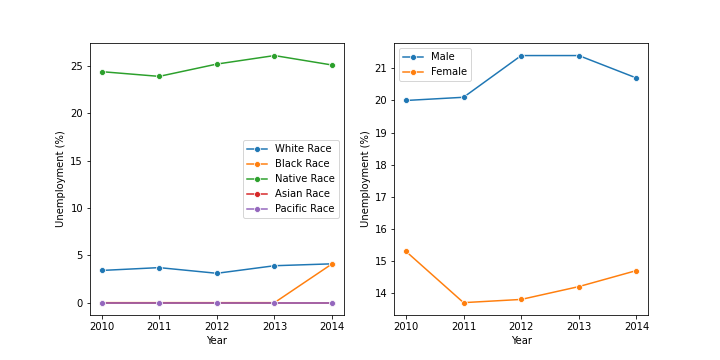 25
20
15
10
5
0
Unemployment (%)
White Race
Black Race
Native Race
Asian Race
Pacific Race
2010 2011 2012 2013 2014
Year
21
20
19
18
17
16
15
14
Unemployment (%)
Male
Female
2010 2011 2012 2013 2014
Year